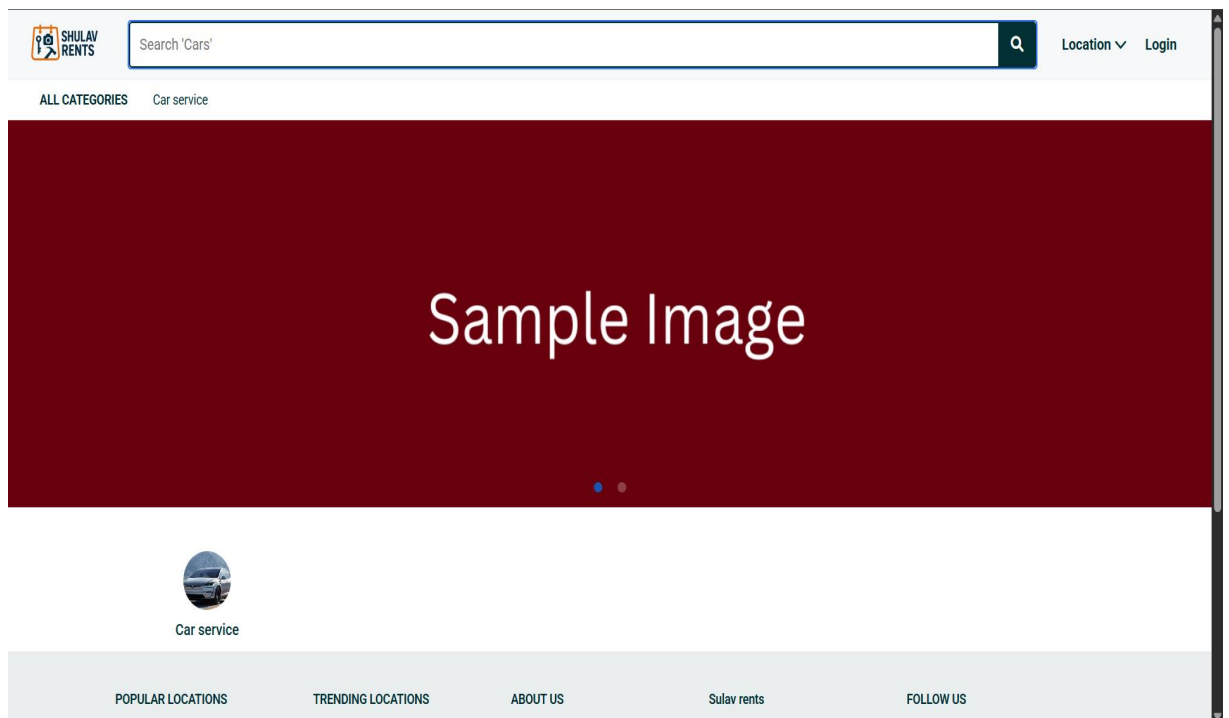 SHULAV
RENTS
Search 'Cars'
Location
Login
ALL CATEGORIES
Car service
Sample Image
Car service
POPULAR LOCATIONS
TRENDING LOCATIONS
ABOUT US
Sulav rents
FOLLOW US